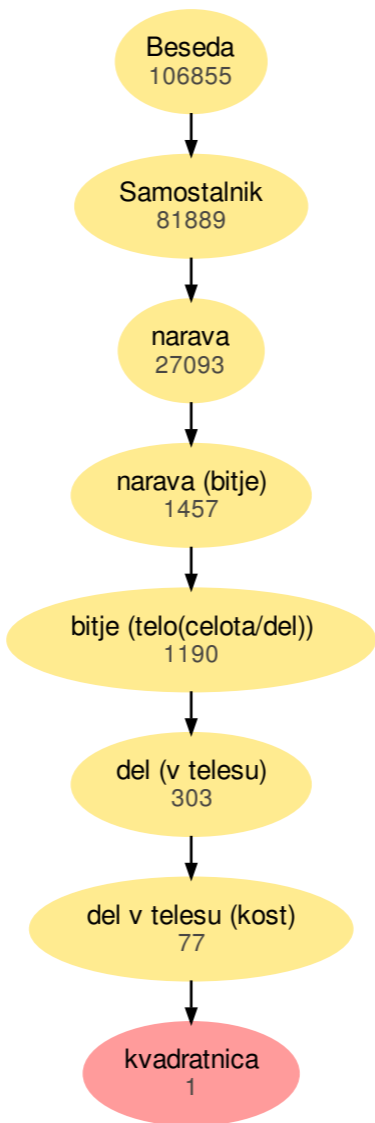 Beseda
106855
Samostalnik
81889
narava
27093
narava (bitje)
1457
bitje (telo(celota/del))
1190
del (v telesu)
303
del v telesu (kost)
77
kvadratnica
1